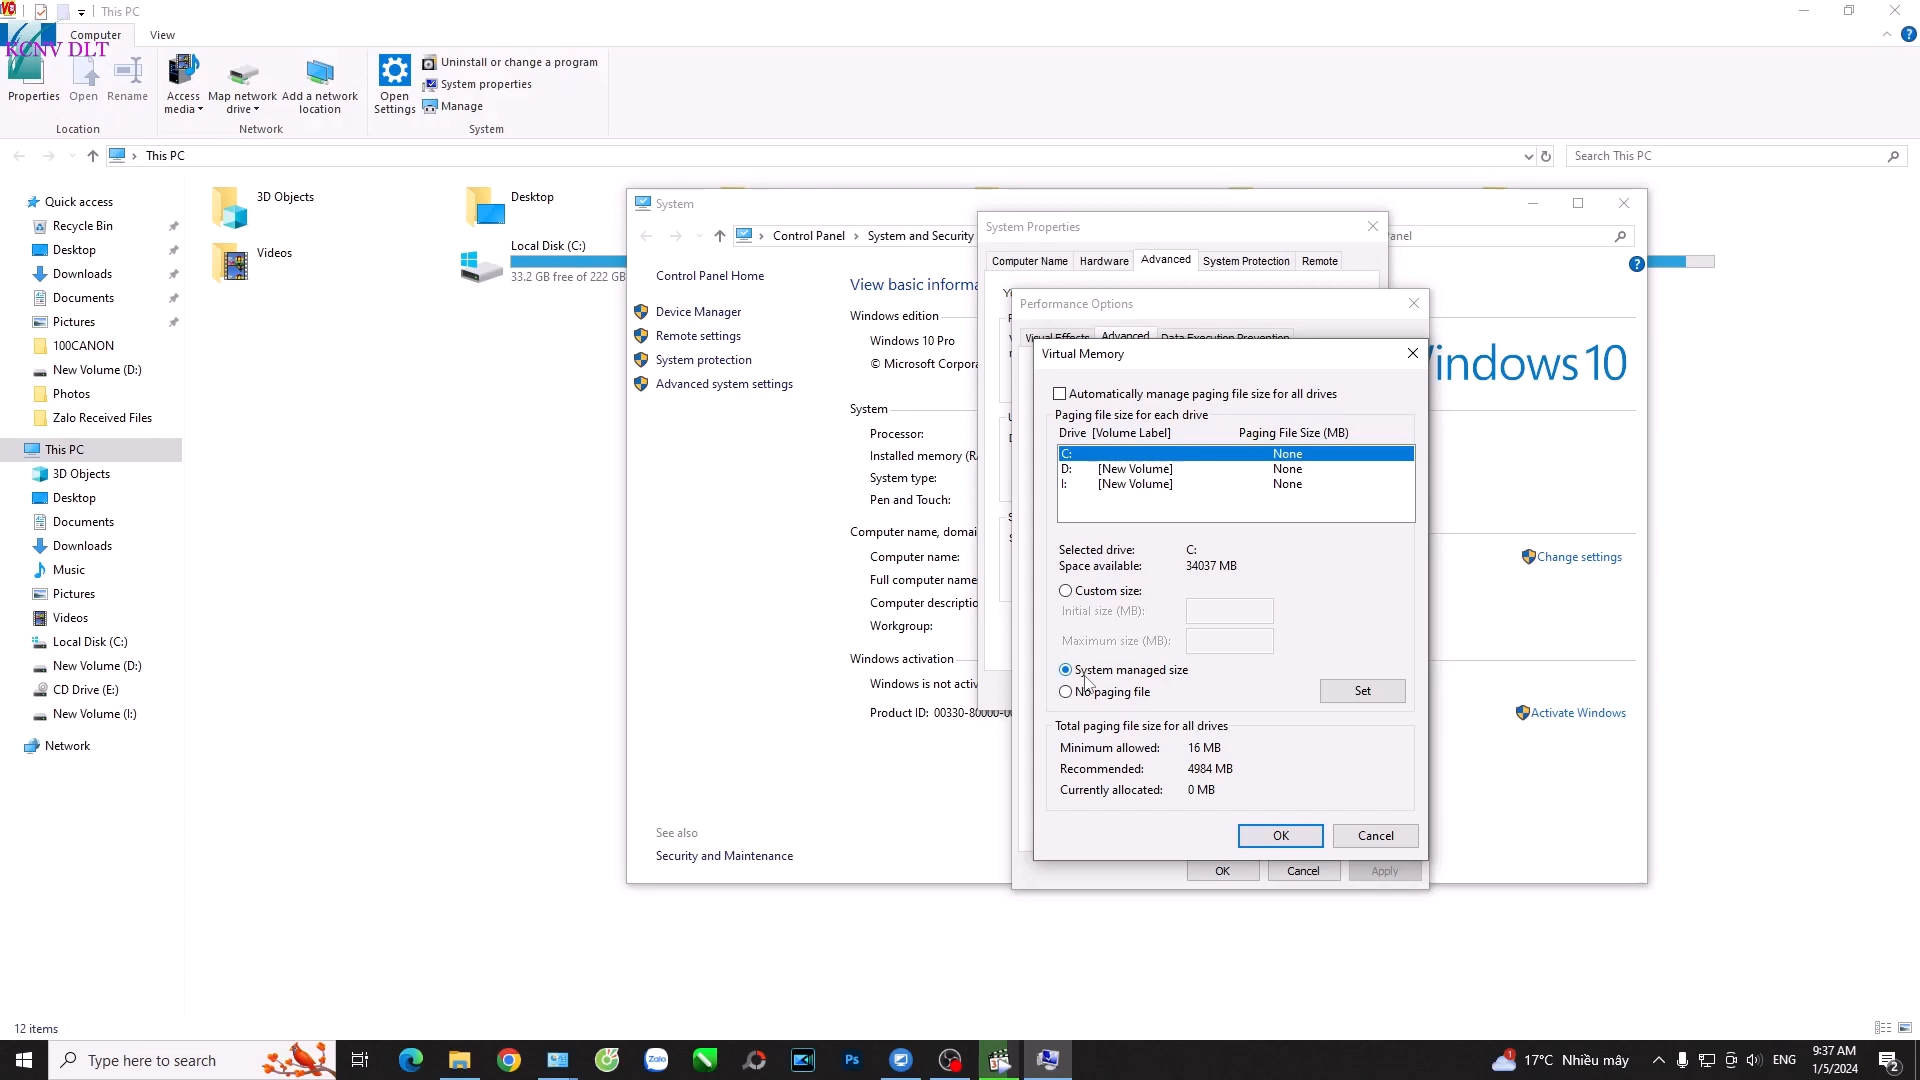 This PC
Computer
View
KCNV DLT
Properties
Open
Rename
Access media
Map network drive
Add a network location
Open Settings
Uninstall or change a program
System properties
Manage
Location
Network
System
This PC
Search This PC
Quick access
Recycle Bin
Desktop
Downloads
Documents
Pictures
100CANON
New Volume (D:)
Photos
Zalo Received Files
This PC
3D Objects
Desktop
Documents
Downloads
Music
Pictures
Videos
Local Disk (C:)
New Volume (D:)
CD Drive (E:)
New Volume (I:)
Network
3D Objects
Desktop
Videos
Local Disk (C:)
33.2 GB free of 222 GB
System
Control Panel > System and Security
Control Panel Home
Device Manager
Remote settings
System protection
Advanced system settings
See also
Security and Maintenance
View basic informa
Windows edition
Windows 10 Pro
© Microsoft Corpora
System
Processor:
Installed memory (R
System type:
Pen and Touch:
Computer name, domai
Computer name:
Full computer name
Computer descriptio
Workgroup:
Windows activation
Windows is not activ
Product ID: 00330-80000-0
indows 10
Change settings
Activate Windows
System Properties
Computer Name
Hardware
Advanced
System Protection
Remote
Performance Options
Visual Effects
Advanced
Data Execution Prevention
Virtual Memory
Automatically manage paging file size for all drives
Paging file size for each drive
Drive [Volume Label] Paging File Size (MB)
C: None
D: [New Volume] None
I: [New Volume] None
Selected drive: C:
Space available: 34037 MB
Custom size:
Initial size (MB):
Maximum size (MB):
System managed size
No paging file
Set
Total paging file size for all drives
Minimum allowed: 16 MB
Recommended: 4984 MB
Currently allocated: 0 MB
OK
Cancel
OK
Cancel
Apply
12 items
Type here to search
Zalo
Ps
17°C Nhiều mây
ENG
9:37 AM
1/5/2024
2